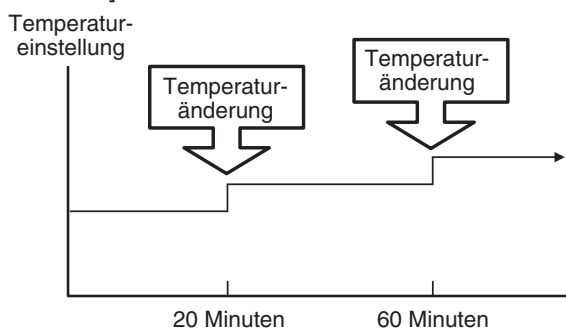 Temperatur-
einstellung
Temperatur-
änderung
Temperatur-
änderung
20 Minuten
60 Minuten